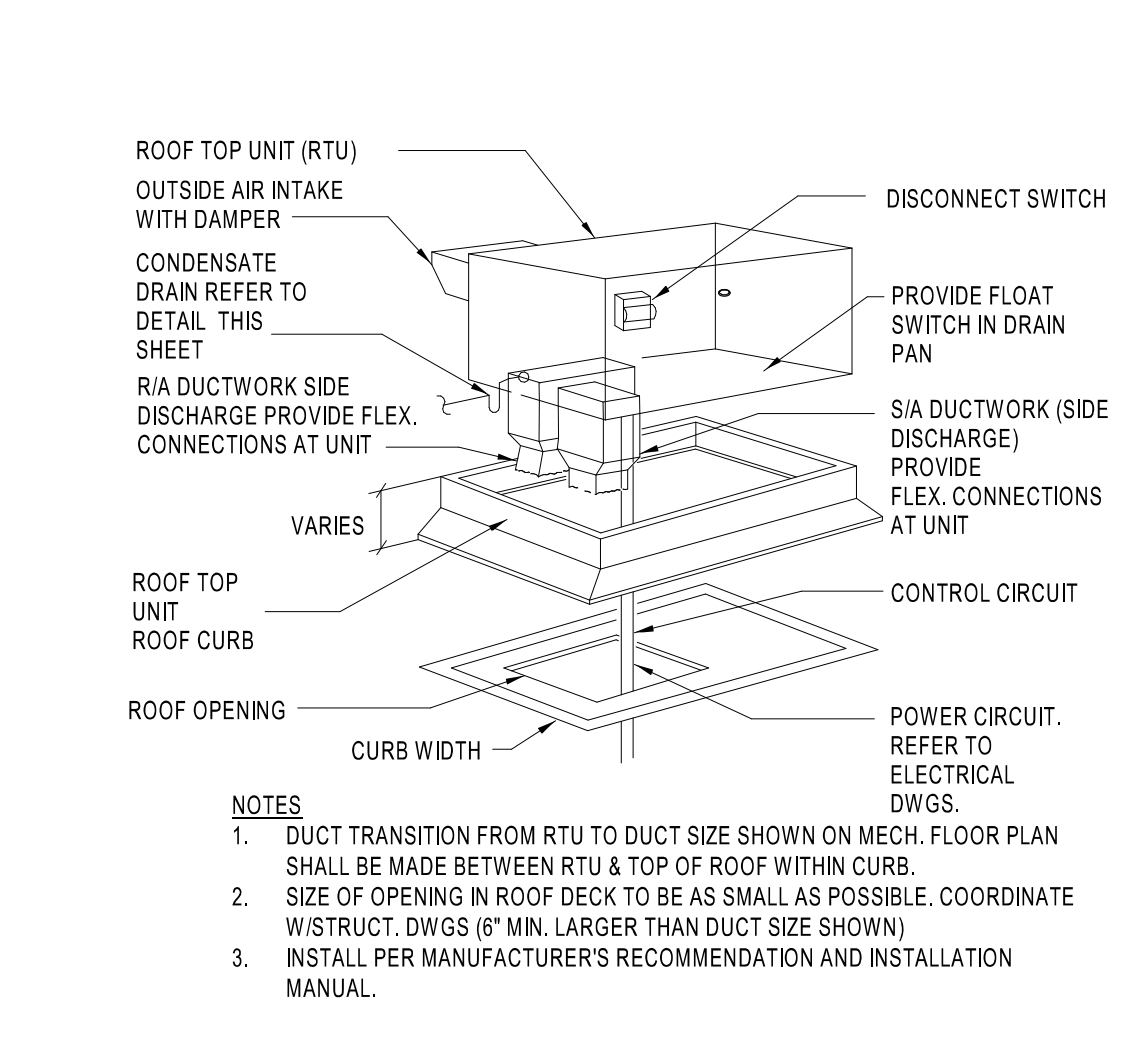 ROOF TOP UNIT (RTU)
OUTSIDE AIR INTAKE
WITH DAMPER
CONDENSATE
DRAIN REFER TO
DETAIL THIS
SHEET
R/A DUCTWORK SIDE
DISCHARGE PROVIDE FLEX.
CONNECTIONS AT UNIT
VARIES
ROOF TOP
UNIT
ROOF CURB
ROOF OPENING
CURB WIDTH
DISCONNECT SWITCH
PROVIDE FLOAT
SWITCH IN DRAIN
PAN
S/A DUCTWORK (SIDE
DISCHARGE)
PROVIDE
FLEX. CONNECTIONS
AT UNIT
CONTROL CIRCUIT
POWER CIRCUIT.
REFER TO
ELECTRICAL
DWGS.
NOTES
1. DUCT TRANSITION FROM RTU TO DUCT SIZE SHOWN ON MECH. FLOOR PLAN
SHALL BE MADE BETWEEN RTU & TOP OF ROOF WITHIN CURB.
2. SIZE OF OPENING IN ROOF DECK TO BE AS SMALL AS POSSIBLE. COORDINATE
W/STRUCT. DWGS (6" MIN. LARGER THAN DUCT SIZE SHOWN)
3. INSTALL PER MANUFACTURER'S RECOMMENDATION AND INSTALLATION
MANUAL.